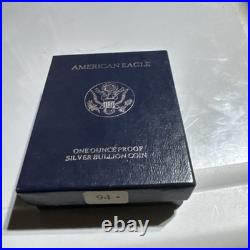 AMERICAN EAGLE
ONE OUNCE PROOF
SILVER BULLION COIN
94 •